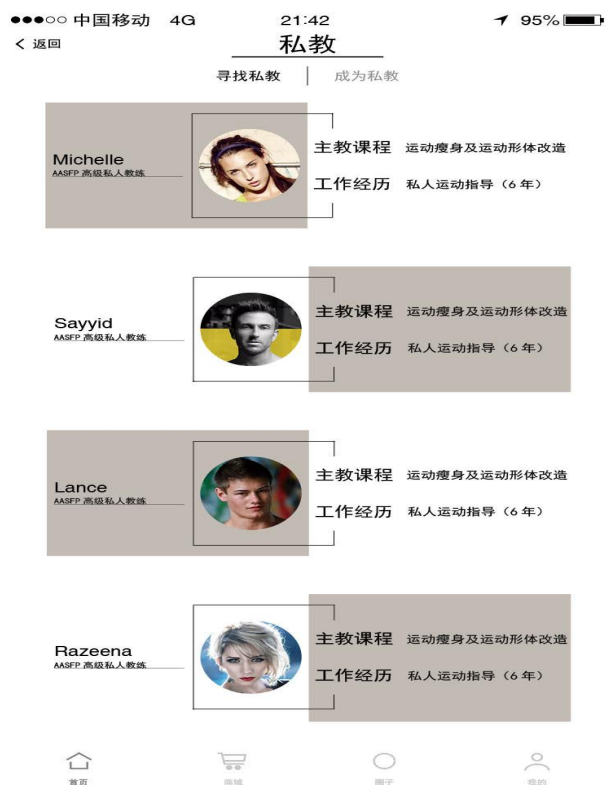 中国移动 4G 21:42 95%
返回 私教
寻找私教 成为私教
Michelle
AASFP 高级私人教练
主教课程 运动瘦身及运动形体改造
工作经历 私人运动指导（6 年）
Sayyid
AASFP 高级私人教练
主教课程 运动瘦身及运动形体改造
工作经历 私人运动指导（6 年）
Lance
AASFP 高级私人教练
主教课程 运动瘦身及运动形体改造
工作经历 私人运动指导（6 年）
Razeena
AASFP 高级私人教练
主教课程 运动瘦身及运动形体改造
工作经历 私人运动指导（6 年）
首页 商城 圈子 我的